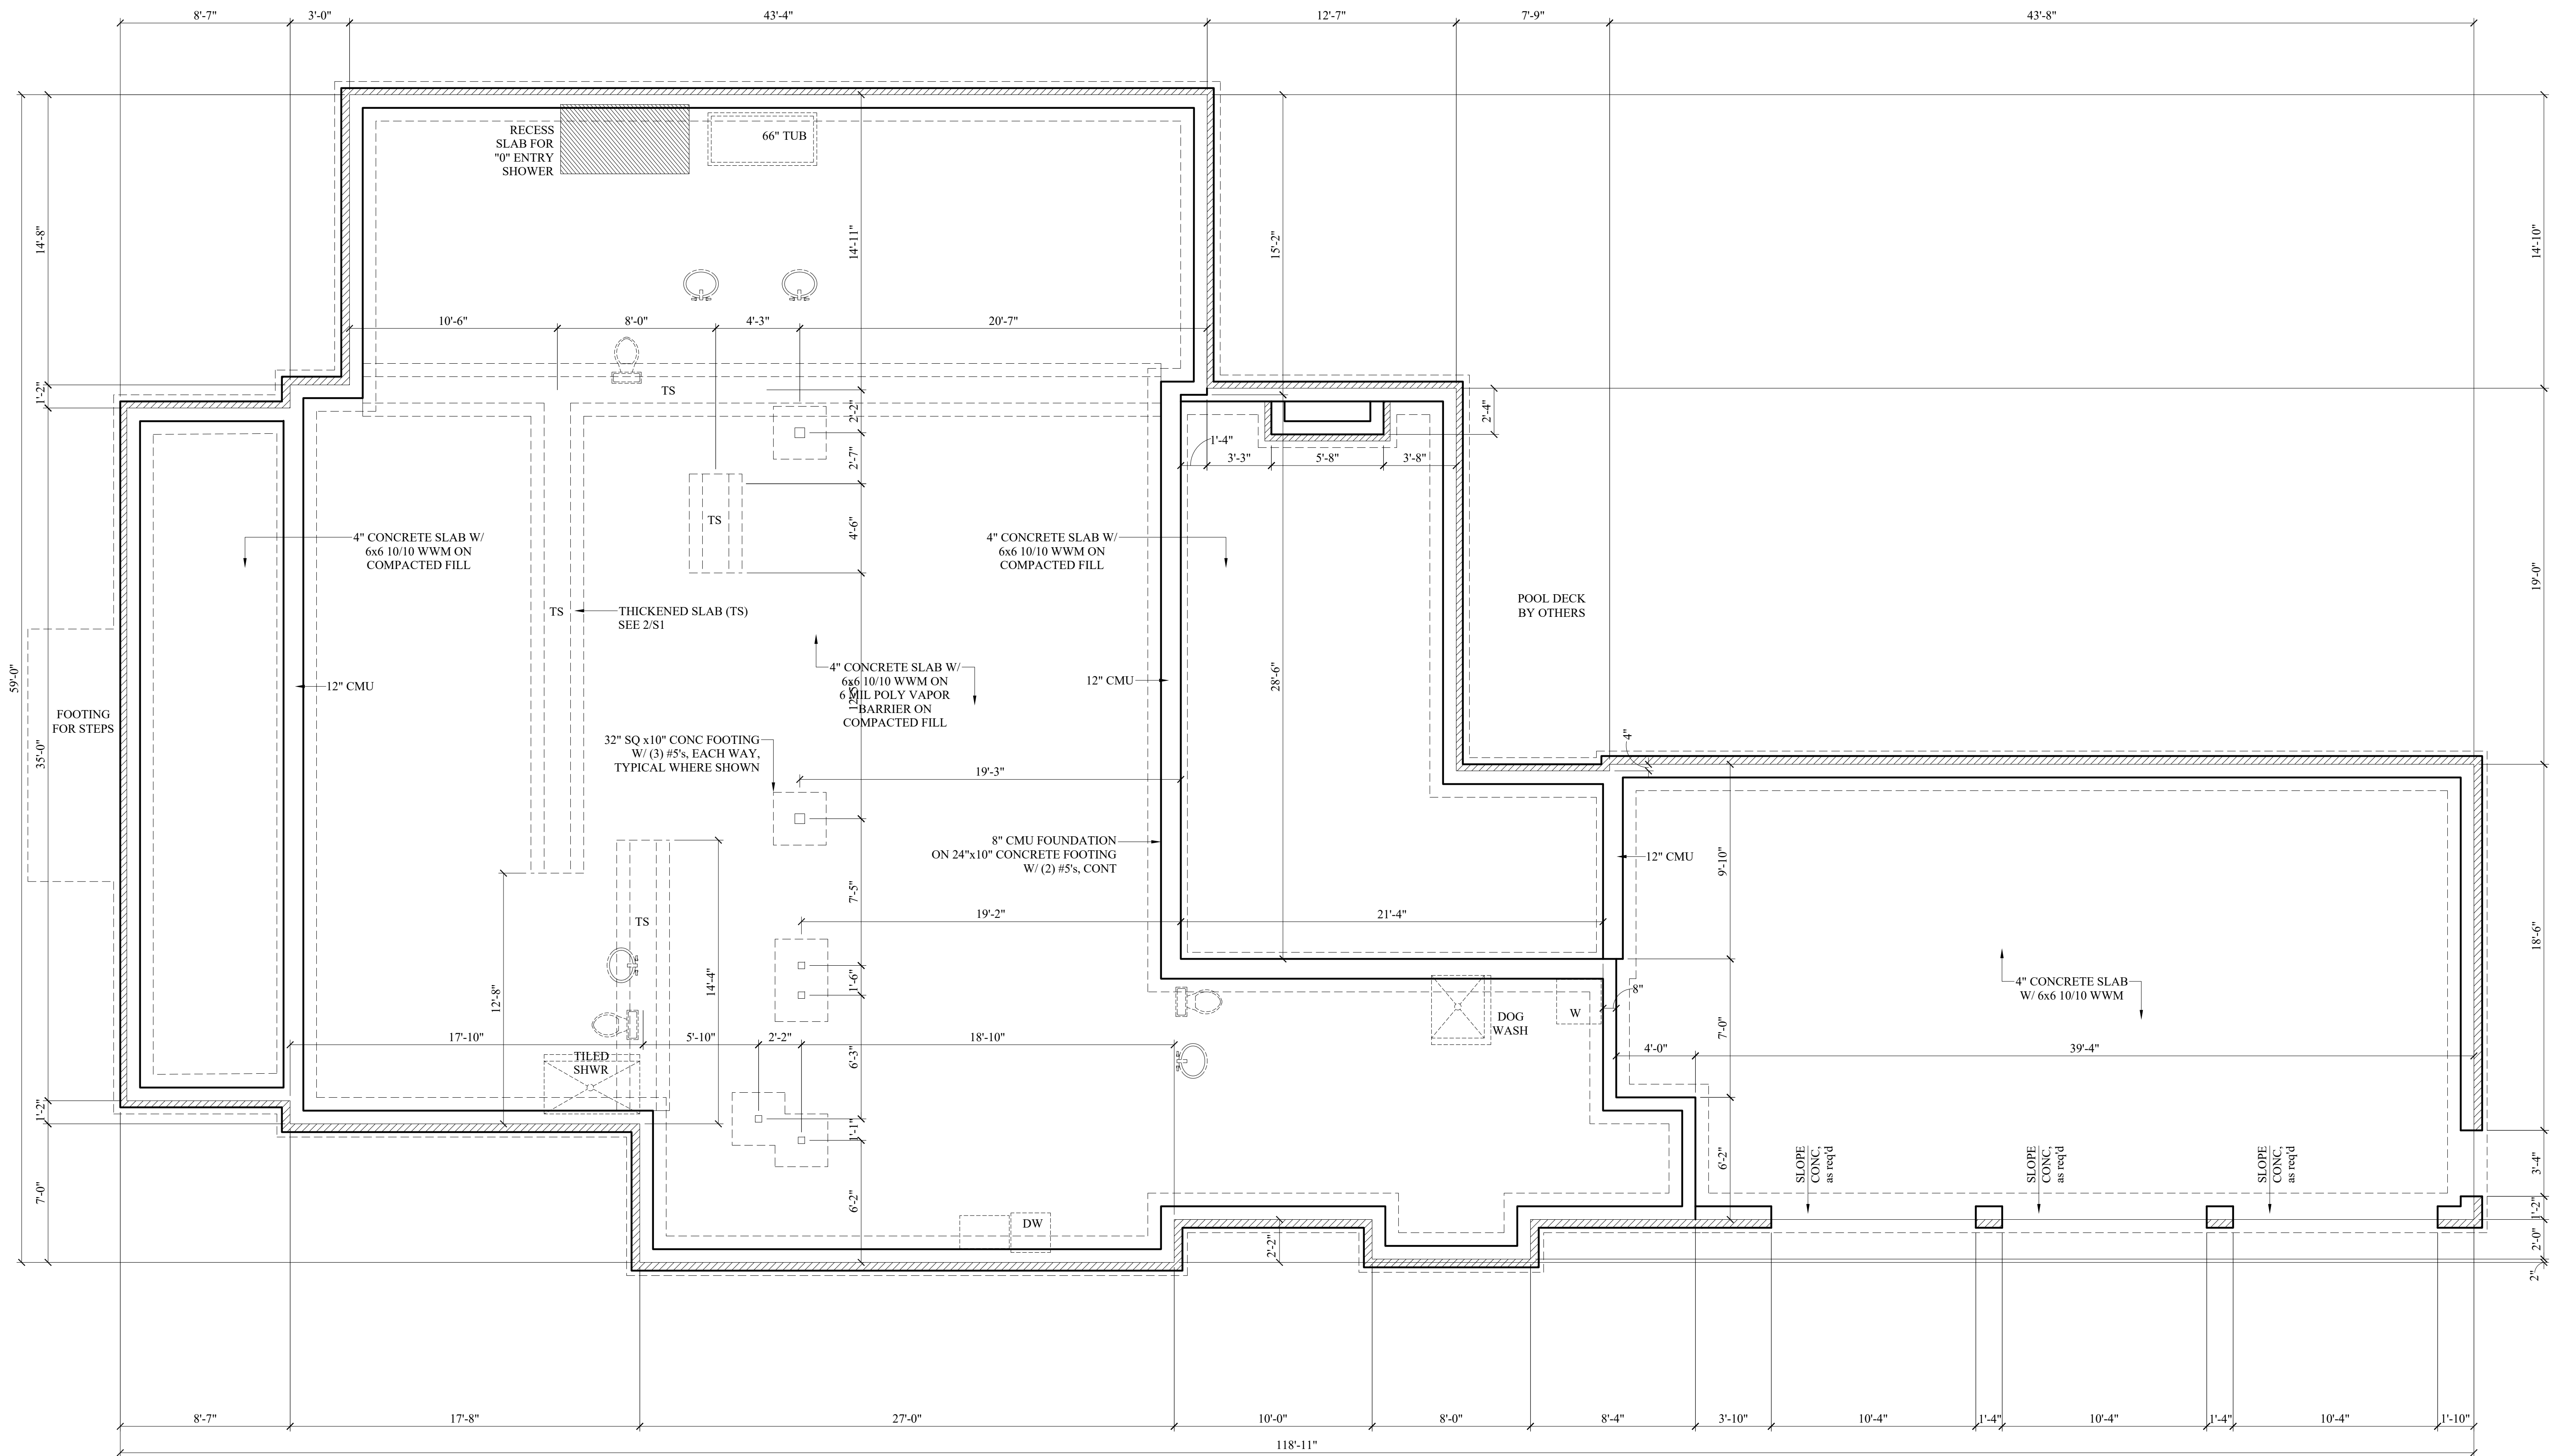 8'-7"
3'-0"
43'-4"
12'-7"
7'-9"
43'-8"
RECESS
SLAB FOR
"0" ENTRY
SHOWER
66" TUB
14'-8"
14'-11"
15'-2"
14'-10"
10'-6"
8'-0"
4'-3"
20'-7"
1'-2"
TS
2'-2"
2'-4"
1'-4"
3'-3"
5'-8"
3'-8"
2'-7"
TS
4'-6"
4" CONCRETE SLAB W/
6x6 10/10 WWM ON
COMPACTED FILL
4" CONCRETE SLAB W/
6x6 10/10 WWM ON
COMPACTED FILL
19'-0"
TS
THICKENED SLAB (TS)
SEE 2/S1
POOL DECK
BY OTHERS
59'-0"
12" CMU
4" CONCRETE SLAB W/
6x6 10/10 WWM ON
6 MIL POLY VAPOR
BARRIER ON
COMPACTED FILL
12" CMU
28'-6"
FOOTING
FOR STEPS
35'-0"
32" SQ x10" CONC FOOTING
W/ (3) #5's, EACH WAY,
TYPICAL WHERE SHOWN
4"
19'-3"
8" CMU FOUNDATION
ON 24"x10" CONCRETE FOOTING
W/ (2) #5's, CONT
12" CMU
9'-10"
7'-5"
TS
19'-2"
21'-4"
18'-6"
12'-8"
14'-4"
1'-6"
4" CONCRETE SLAB
W/ 6x6 10/10 WWM
8"
W
DOG
WASH
7'-0"
17'-10"
5'-10"
2'-2"
18'-10"
TILED
SHWR
6'-3"
4'-0"
39'-4"
1'-2"
1'-1"
6'-2"
SLOPE
CONC,
as req'd
SLOPE
CONC,
as req'd
SLOPE
CONC,
as req'd
3'-4"
7'-0"
6'-2"
DW
2'-2"
1'-2"
2'-0"
2"
8'-7"
17'-8"
27'-0"
10'-0"
8'-0"
8'-4"
3'-10"
10'-4"
1'-4"
10'-4"
1'-4"
10'-4"
1'-10"
118'-11"